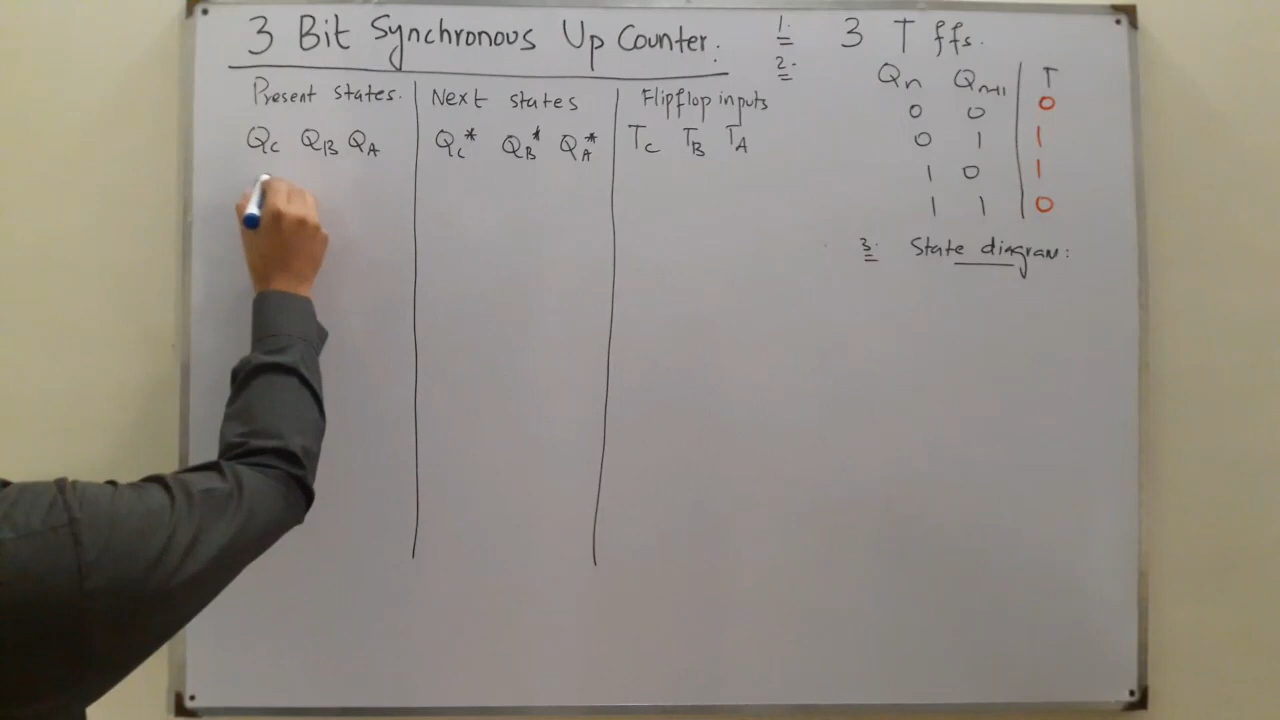 3 Bit Synchronous Up Counter.
Present states. Next states Flipflop inputs
QC QB QA QC* QB* QA* TC TB TA
1. 3 T ffs.
2.
Qn Qn+1 T
0 0 0
0 1 1
1 0 1
1 1 0
3. State diagram: